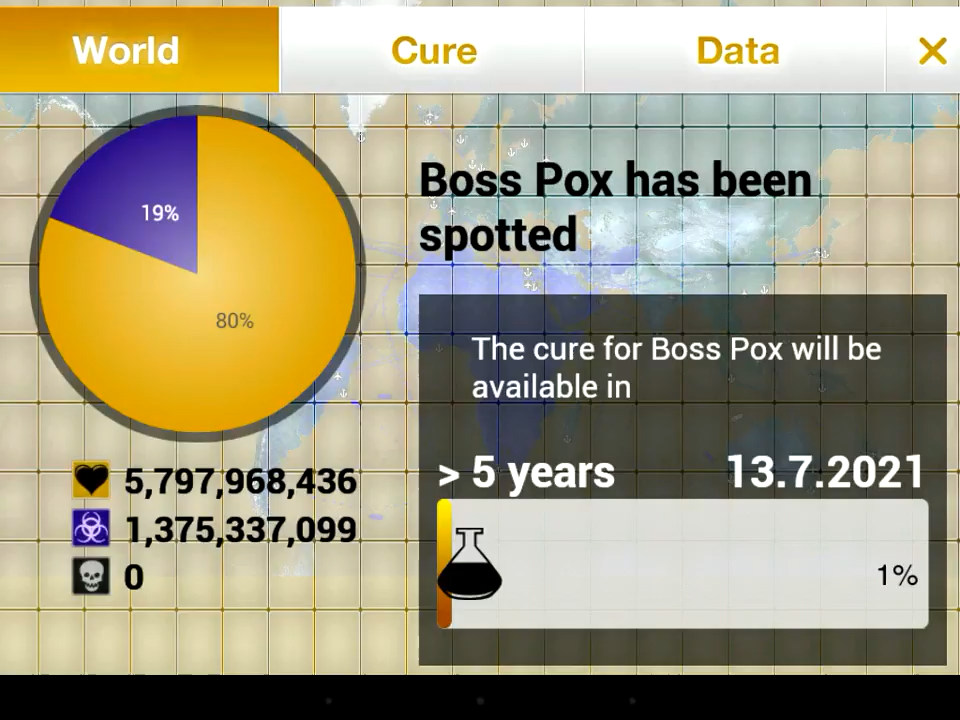 World
Cure
Data
×
19%
80%
Boss Pox has been
spotted
The cure for Boss Pox will be
available in
> 5 years
13.7.2021
1%
5,797,968,436
1,375,337,099
0